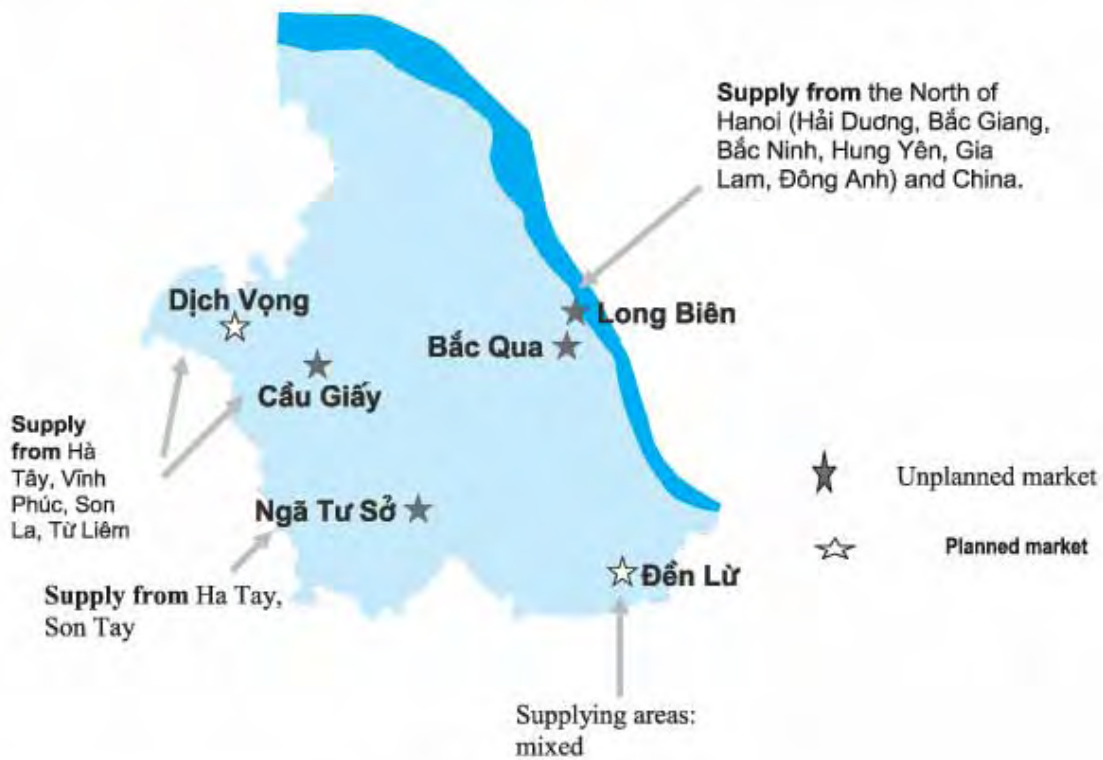 Supply from the North of
Hanoi (Hải Dương, Bắc Giang,
Bắc Ninh, Hung Yên, Gia
Lam, Đông Anh) and China.
Dịch Vọng
Long Biên
Bắc Qua
Cầu Giấy
Supply
from Hà
Tây, Vĩnh
Phúc, Son
La, Từ Liêm
Unplanned market
Ngã Tư Sở
Planned market
Đền Lừ
Supply from Ha Tay,
Son Tay
Supplying areas:
mixed